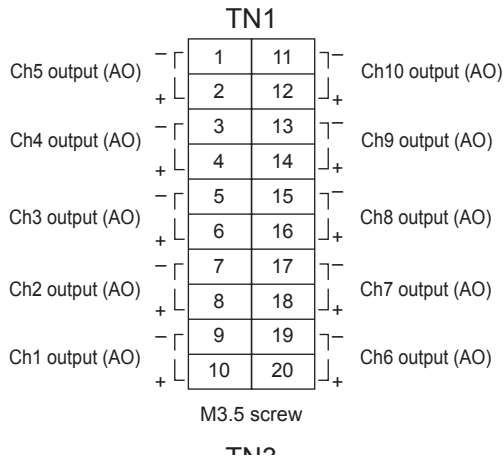 TN1
− 1 11 −
Ch5 output (AO) Ch10 output (AO)
+ 2 12 +
− 3 13 −
Ch4 output (AO) Ch9 output (AO)
+ 4 14 +
− 5 15 −
Ch3 output (AO) Ch8 output (AO)
+ 6 16 +
− 7 17 −
Ch2 output (AO) Ch7 output (AO)
+ 8 18 +
− 9 19 −
Ch1 output (AO) Ch6 output (AO)
+ 10 20 +
M3.5 screw